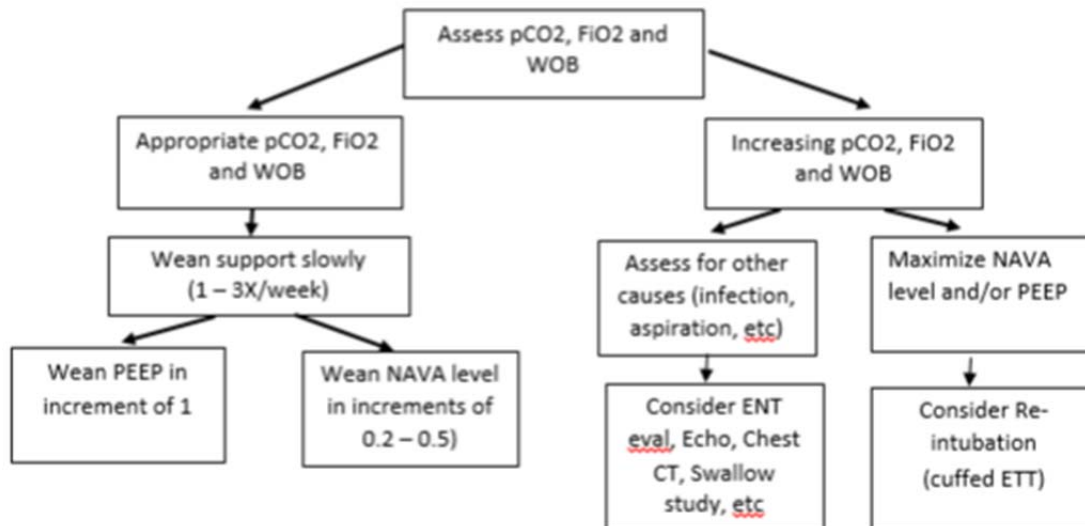 Assess pCO2, FiO2 and
WOB
Appropriate pCO2, FiO2
and WOB
Increasing pCO2, FiO2
and WOB
Wean support slowly
(1 – 3X/week)
Assess for other
causes (infection,
aspiration, etc)
Maximize NAVA
level and/or PEEP
Wean PEEP in
increment of 1
Wean NAVA level
in increments of
0.2 – 0.5)
Consider ENT
eval, Echo, Chest
CT, Swallow
study, etc
Consider Re-
intubation
(cuffed ETT)